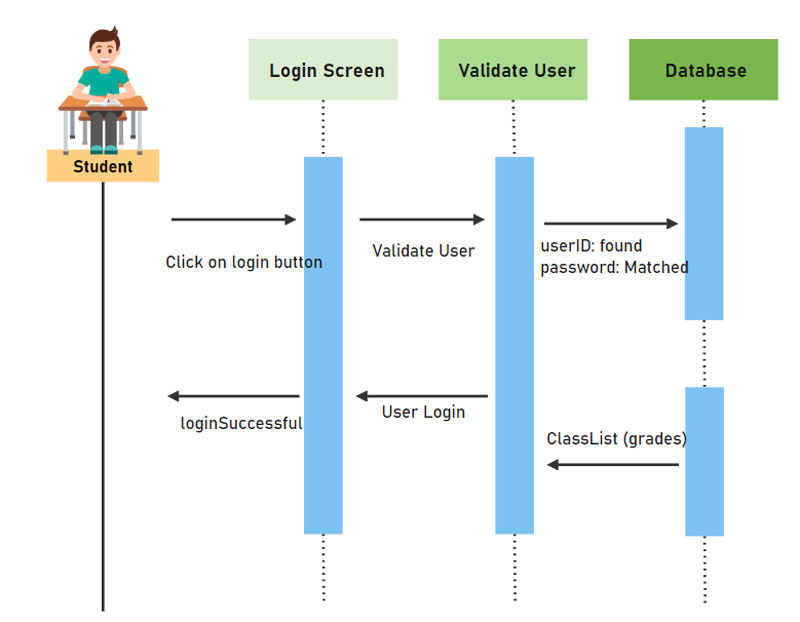 Login Screen
Validate User
Database
Student
Click on login button
Validate User
userID: found
password: Matched
loginSuccessful
User Login
ClassList (grades)